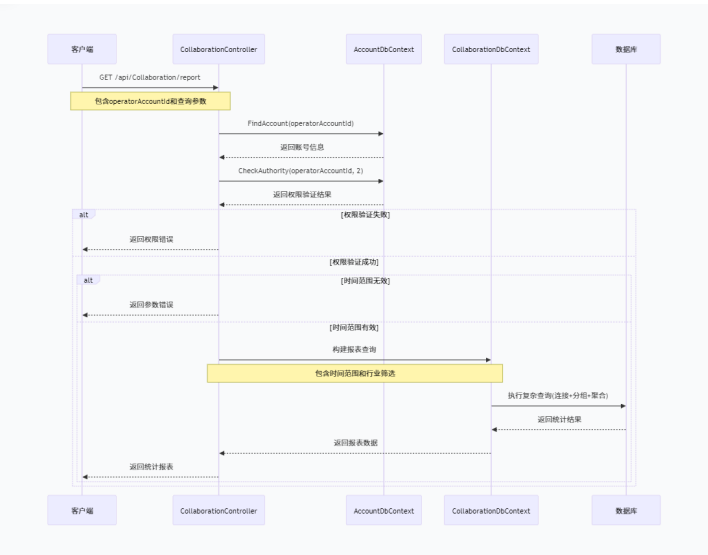 客户端 CollaborationController AccountDbContext CollaborationDbContext 数据库
GET /api/Collaboration/report
包含operatorAccountId和查询参数
FindAccount(operatorAccountId)
返回账号信息
CheckAuthority(operatorAccountId, 2)
返回权限验证结果
alt [权限验证失败]
返回权限错误
[权限验证成功]
alt [时间范围无效]
返回参数错误
[时间范围有效]
构建报表查询
包含时间范围和行业筛选
执行复杂查询(连接+分组+聚合)
返回统计结果
返回报表数据
返回统计报表
客户端 CollaborationController AccountDbContext CollaborationDbContext 数据库